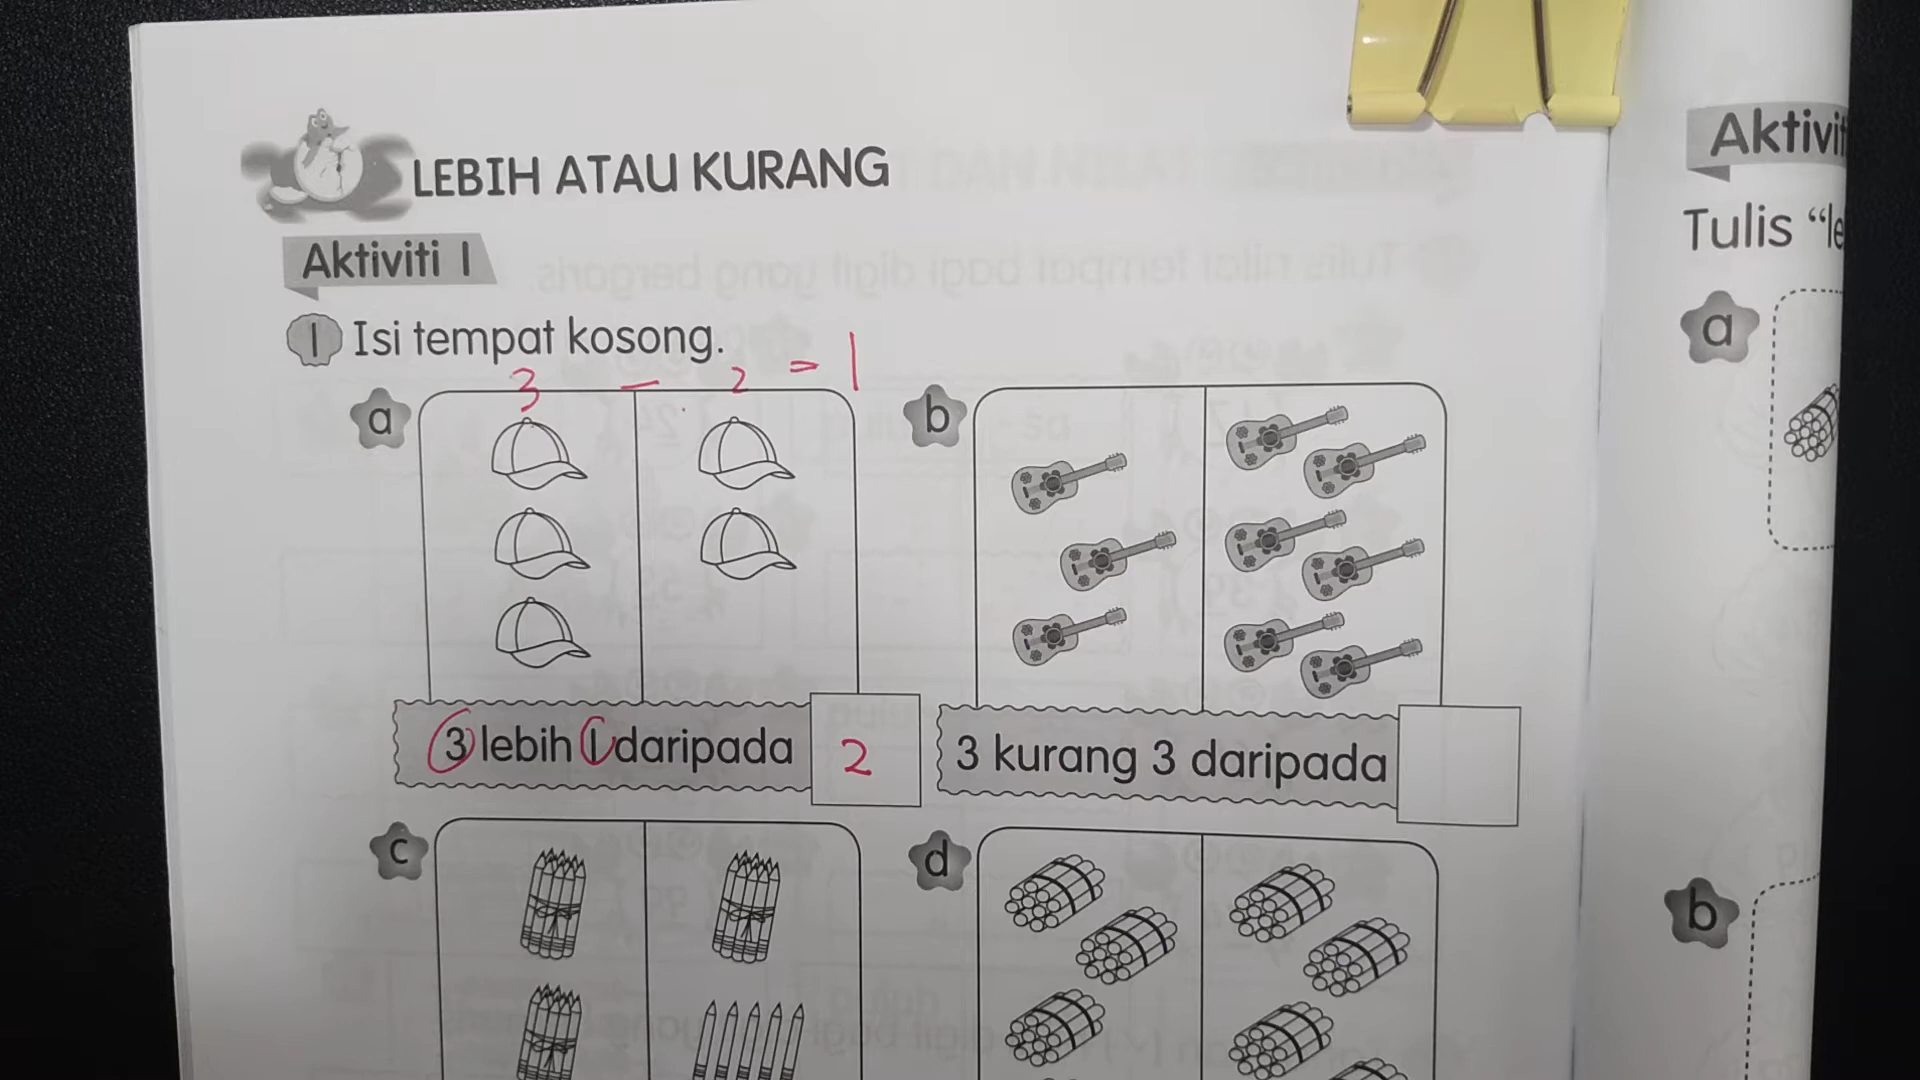 LEBIH ATAU KURANG
Aktiviti 1
1 Isi tempat kosong.
3 – 2 = 1
a
b
3 lebih 1 daripada 2
3 kurang 3 daripada
c
d
Aktivit
Tulis “le
a
b